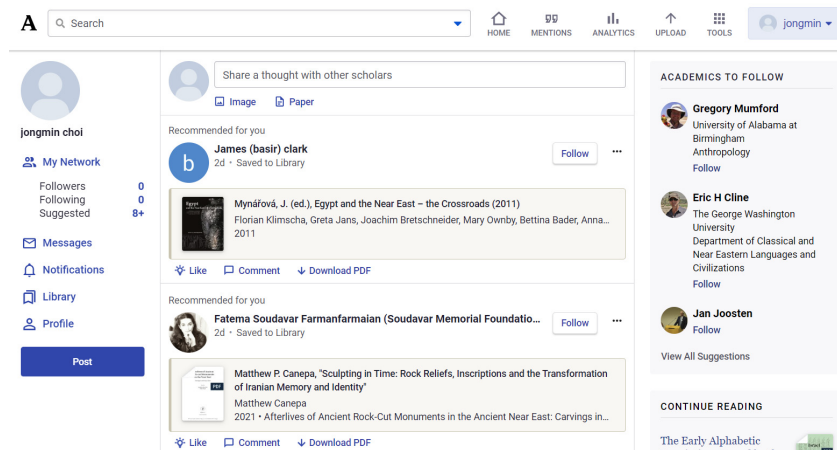 A
Search
HOME
MENTIONS
ANALYTICS
UPLOAD
TOOLS
jongmin
jongmin choi
My Network
Followers 0
Following 0
Suggested 8+
Messages
Notifications
Library
Profile
Post
Share a thought with other scholars
Image Paper
Recommended for you
b
James (basir) clark
2d • Saved to Library
Follow
Mynářová, J. (ed.), Egypt and the Near East – the Crossroads (2011)
Florian Klimscha, Greta Jans, Joachim Bretschneider, Mary Ownby, Bettina Bader, Anna...
2011
Like Comment Download PDF
Recommended for you
Fatema Soudavar Farmanfarmaian (Soudavar Memorial Foundatio...
2d • Saved to Library
Follow
PDF
Matthew P. Canepa, "Sculpting in Time: Rock Reliefs, Inscriptions and the Transformation
of Iranian Memory and Identity"
Matthew Canepa
2021 • Afterlives of Ancient Rock-Cut Monuments in the Ancient Near East: Carvings in...
Like Comment Download PDF
ACADEMICS TO FOLLOW
Gregory Mumford
University of Alabama at
Birmingham
Anthropology
Follow
Eric H Cline
The George Washington
University
Department of Classical and
Near Eastern Languages and
Civilizations
Follow
Jan Joosten
Follow
View All Suggestions
CONTINUE READING
The Early Alphabetic